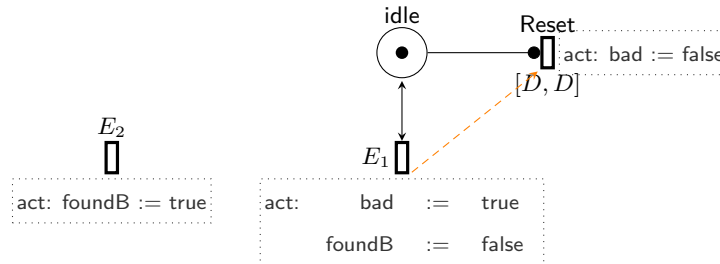 idle
Reset
act: bad := false
[D, D]
E2
E1
act: foundB := true
act: bad := true
foundB := false